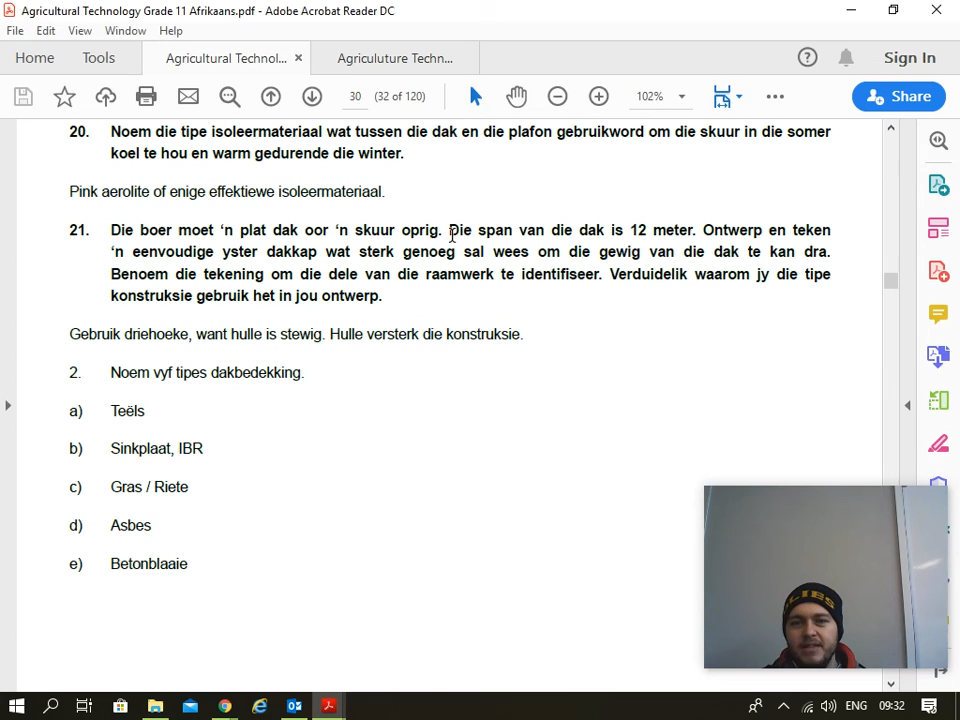 Agricultural Technology Grade 11 Afrikaans.pdf - Adobe Acrobat Reader DC
File Edit View Window Help
Home Tools Agricultural Technol... × Agriculuture Techn... Sign In
30 (32 of 120) 102% Share
20. Noem die tipe isoleermateriaal wat tussen die dak en die plafon gebruikword om die skuur in die somer
koel te hou en warm gedurende die winter.
Pink aerolite of enige effektiewe isoleermateriaal.
21. Die boer moet ‘n plat dak oor ‘n skuur oprig. Die span van die dak is 12 meter. Ontwerp en teken
‘n eenvoudige yster dakkap wat sterk genoeg sal wees om die gewig van die dak te kan dra.
Benoem die tekening om die dele van die raamwerk te identifiseer. Verduidelik waarom jy die tipe
konstruksie gebruik het in jou ontwerp.
Gebruik driehoeke, want hulle is stewig. Hulle versterk die konstruksie.
2. Noem vyf tipes dakbedekking.
a) Teëls
b) Sinkplaat, IBR
c) Gras / Riete
d) Asbes
e) Betonblaaie
LIES
ENG 09:32